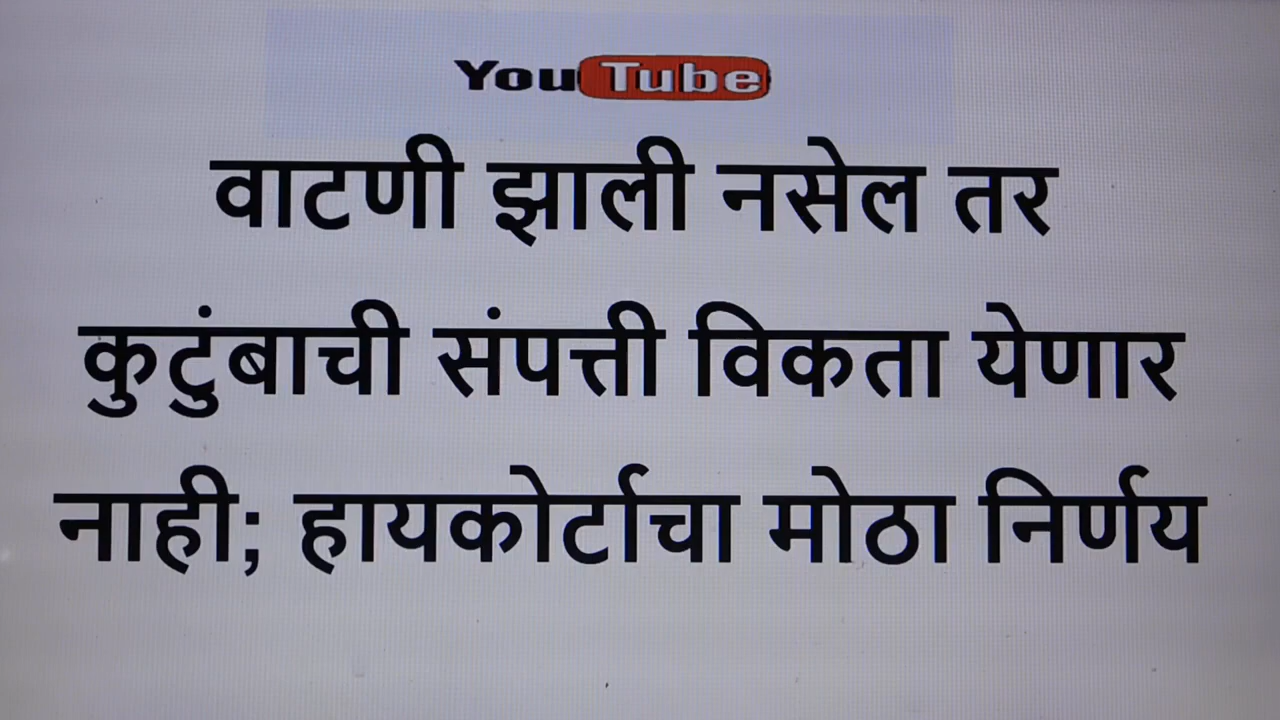 YouTube
वाटणी झाली नसेल तर
कुटुंबाची संपत्ती विकता येणार
नाही; हायकोर्टाचा मोठा निर्णय